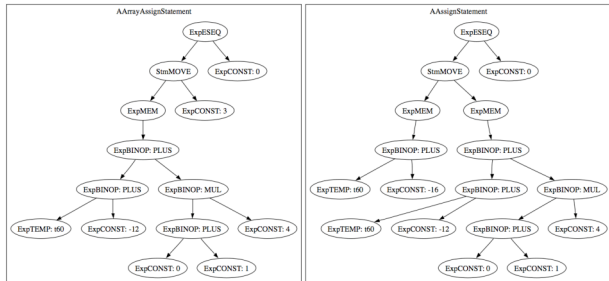 AArrayAssignStatement
ExpESEQ
StmMOVE
ExpCONST: 0
ExpMEM
ExpCONST: 3
ExpBINOP: PLUS
ExpBINOP: PLUS
ExpBINOP: MUL
ExpTEMP: t60
ExpCONST: -12
ExpBINOP: PLUS
ExpCONST: 4
ExpCONST: 0
ExpCONST: 1
AAssignStatement
ExpESEQ
StmMOVE
ExpCONST: 0
ExpMEM
ExpMEM
ExpBINOP: PLUS
ExpBINOP: PLUS
ExpTEMP: t60
ExpCONST: -16
ExpBINOP: PLUS
ExpBINOP: MUL
ExpTEMP: t60
ExpCONST: -12
ExpBINOP: PLUS
ExpCONST: 4
ExpCONST: 0
ExpCONST: 1